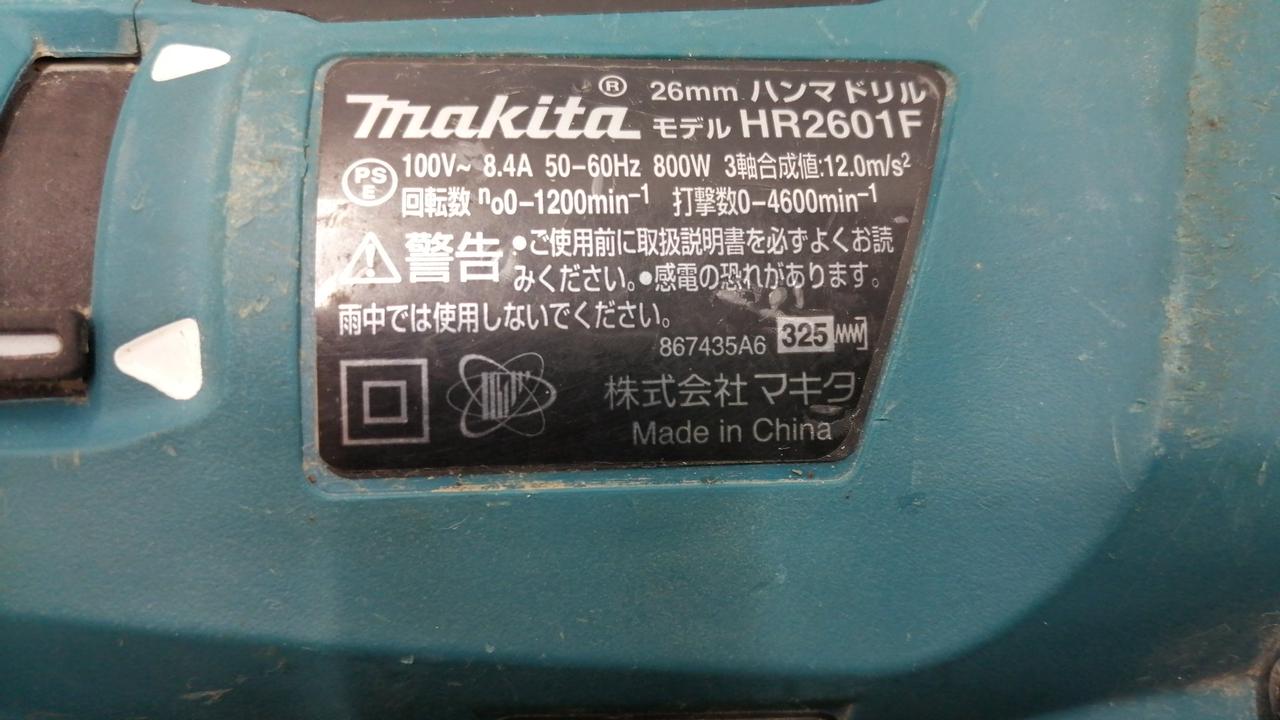 makita® 26mm ハンマドリル
モデル HR2601F
PS E 100V~ 8.4A 50-60Hz 800W 3軸合成値:12.0m/s²
回転数 n₀0-1200min⁻¹ 打撃数0-4600min⁻¹
⚠警告 ●ご使用前に取扱説明書を必ずよくお読
みください。●感電の恐れがあります。
雨中では使用しないでください。
867435A6 325
株式会社マキタ
Made in China